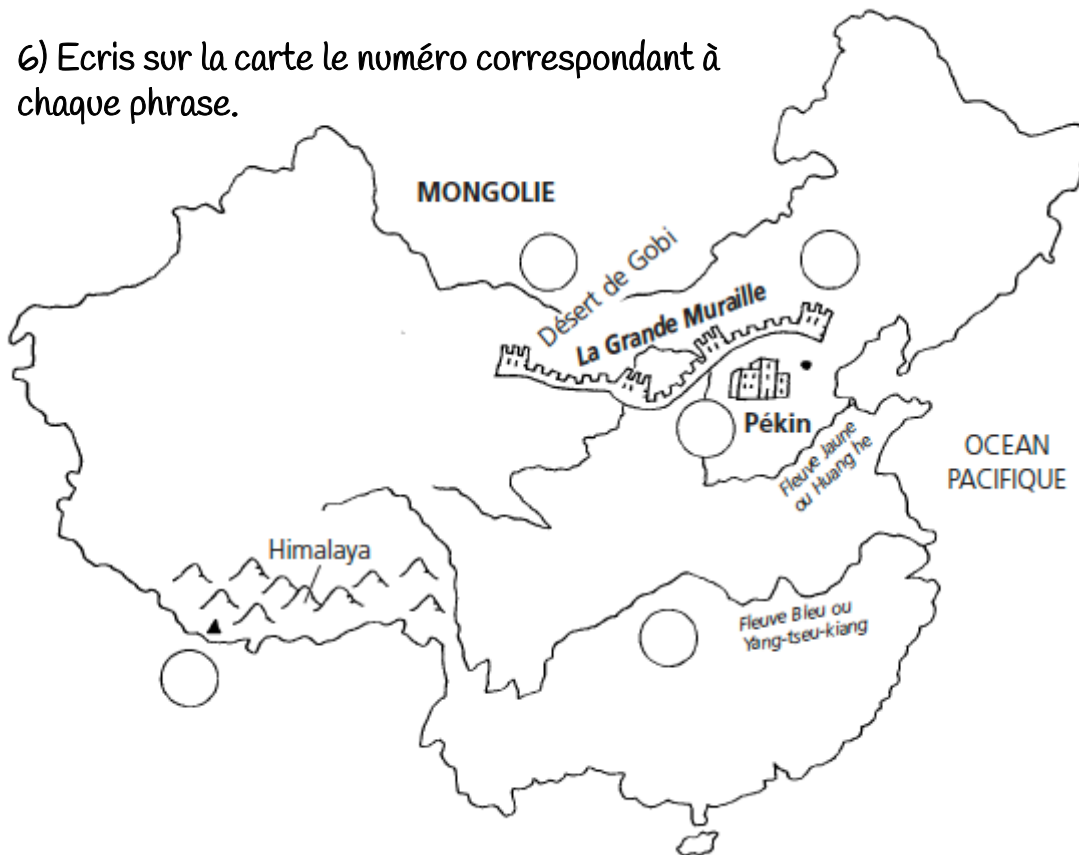 6) Ecris sur la carte le numéro correspondant à
chaque phrase.
MONGOLIE
Désert de Gobi
La Grande Muraille
Pékin
Fleuve Jaune
ou Huang he
OCEAN
PACIFIQUE
Himalaya
Fleuve Bleu ou
Yang-tseu-kiang